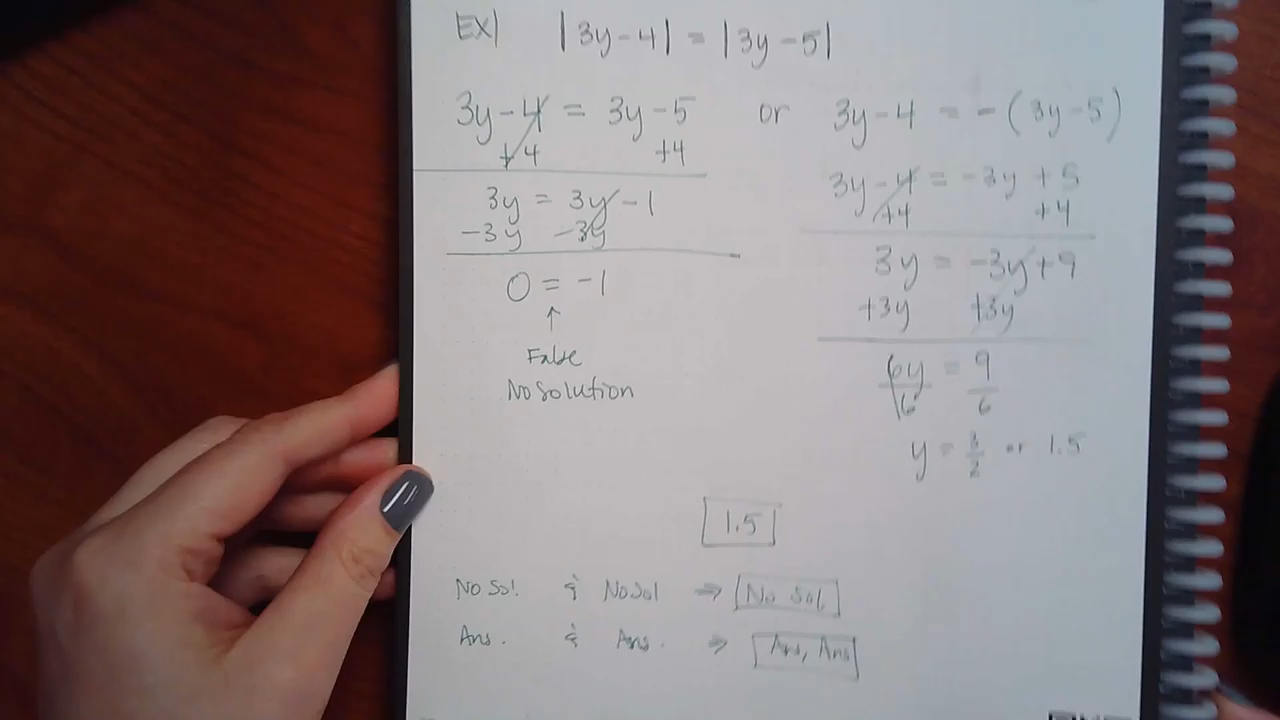 EX) |3y-4| = |3y-5|
3y-4 = 3y-5 or 3y-4 = -(3y-5)
+4 +4
3y = 3y-1
-3y -3y
0 = -1
↑
False
No Solution
3y-4 = -3y+5
+4 +4
3y = -3y+9
+3y +3y
6y = 9
6 6
y = 3/2 or 1.5
1.5
No Sol & No Sol ⇒ No Sol
Ans. & Ans. ⇒ Ans, Ans